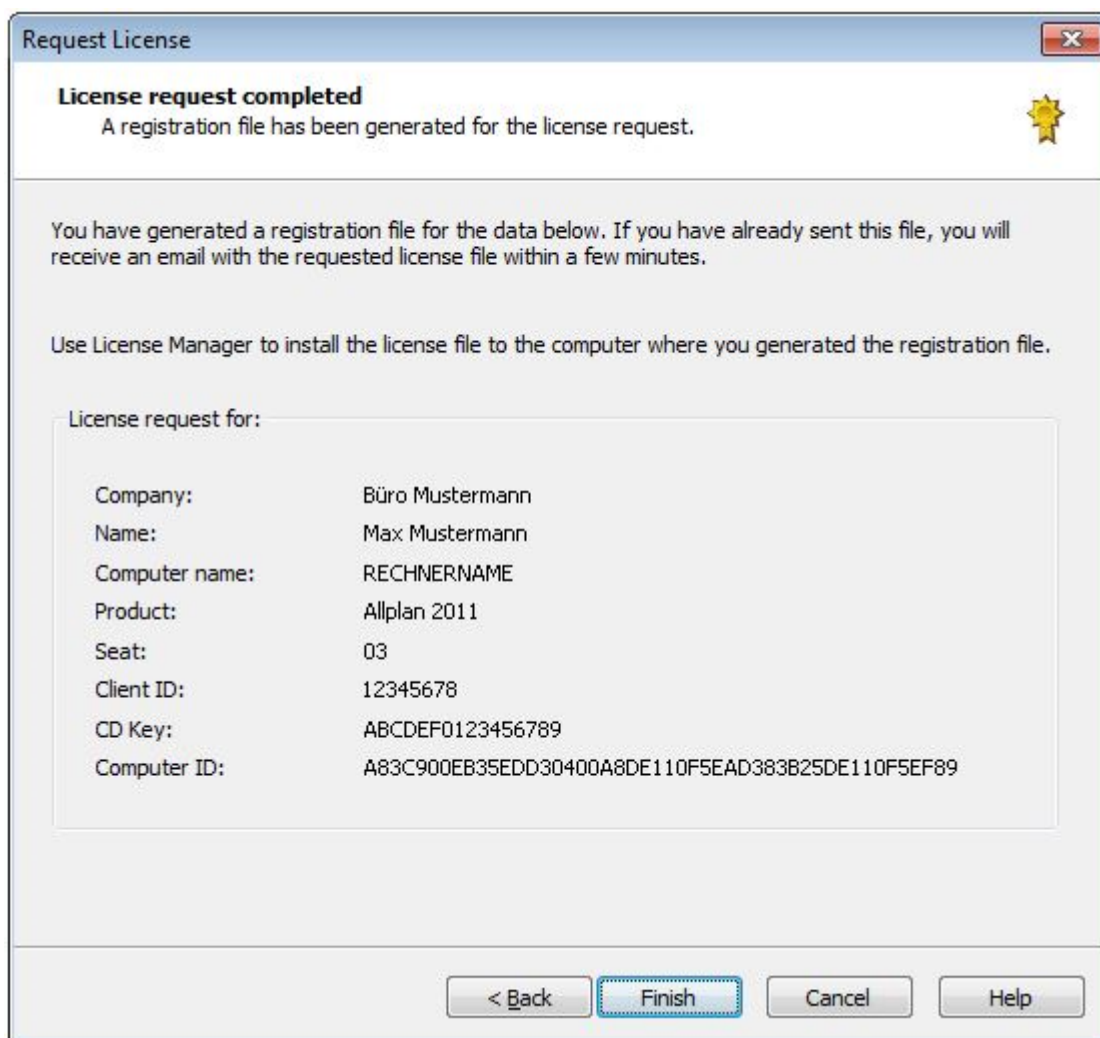 Request License
License request completed
A registration file has been generated for the license request.
You have generated a registration file for the data below. If you have already sent this file, you will
receive an email with the requested license file within a few minutes.
Use License Manager to install the license file to the computer where you generated the registration file.
License request for:
Company: Büro Mustermann
Name: Max Mustermann
Computer name: RECHNERNAME
Product: Allplan 2011
Seat: 03
Client ID: 12345678
CD Key: ABCDEF0123456789
Computer ID: A83C900EB35EDD30400A8DE110F5EAD383B25DE110F5EF89
< Back Finish Cancel Help